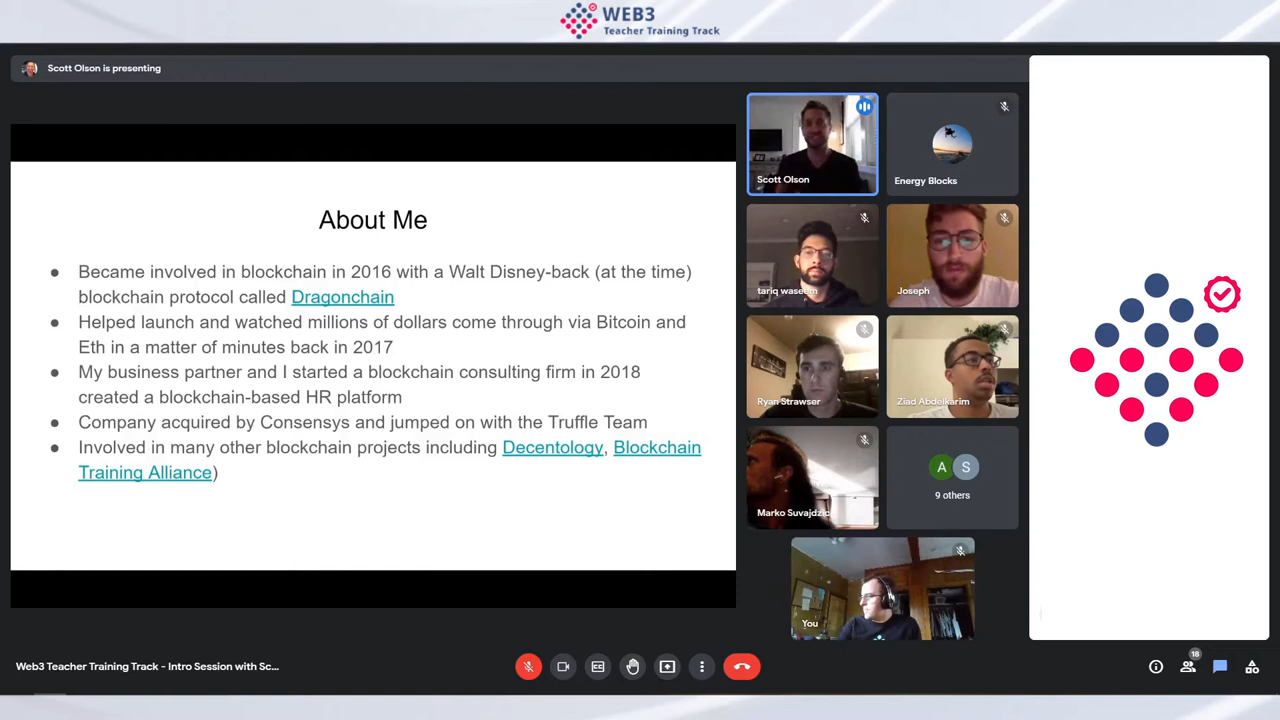 WEB3
Teacher Training Track
Scott Olson is presenting
About Me
● Became involved in blockchain in 2016 with a Walt Disney-back (at the time)
blockchain protocol called Dragonchain
● Helped launch and watched millions of dollars come through via Bitcoin and
Eth in a matter of minutes back in 2017
● My business partner and I started a blockchain consulting firm in 2018
created a blockchain-based HR platform
● Company acquired by Consensys and jumped on with the Truffle Team
● Involved in many other blockchain projects including Decentology, Blockchain
Training Alliance)
Scott Olson
Energy Blocks
tariq waseem
Joseph
Ryan Strawser
Ziad Abdelkarim
Marko Suvajdzic
A S
9 others
You
Web3 Teacher Training Track - Intro Session with Sc...
CC
18